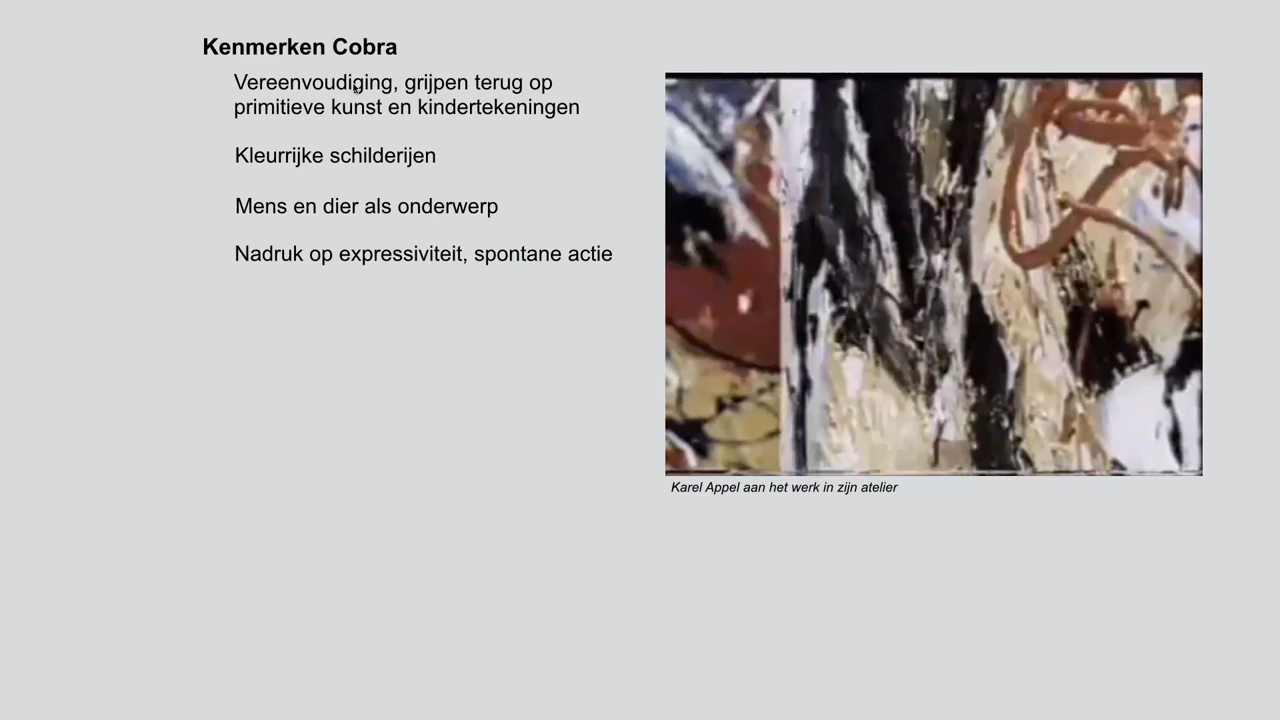 Kenmerken Cobra
Vereenvoudiging, grijpen terug op
primitieve kunst en kindertekeningen
Kleurrijke schilderijen
Mens en dier als onderwerp
Nadruk op expressiviteit, spontane actie
Karel Appel aan het werk in zijn atelier